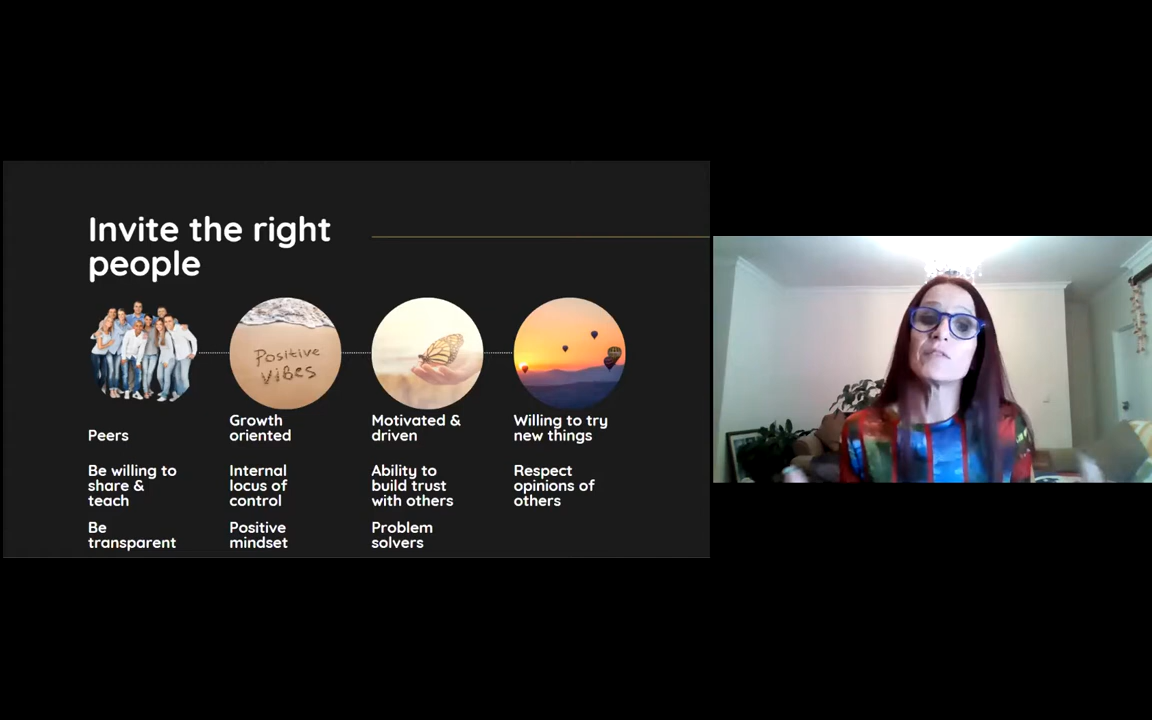 Invite the right
people
Positive
Vibes
Peers
Growth
oriented
Motivated &
driven
Willing to try
new things
Be willing to
share &
teach
Internal
locus of
control
Ability to
build trust
with others
Respect
opinions of
others
Be
transparent
Positive
mindset
Problem
solvers